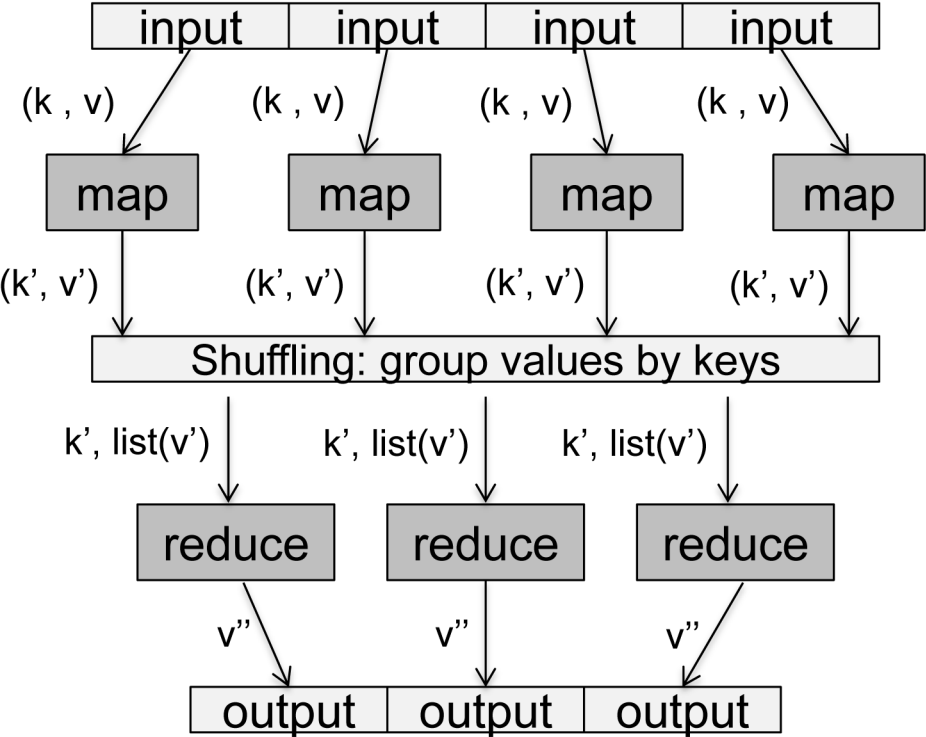 input input input input
(k , v) (k , v) (k , v) (k , v)
map map map map
(k’, v’) (k’, v’) (k’, v’) (k’, v’)
Shuffling: group values by keys
k’, list(v’) k’, list(v’) k’, list(v’)
reduce reduce reduce
v’’ v’’ v’’
output output output